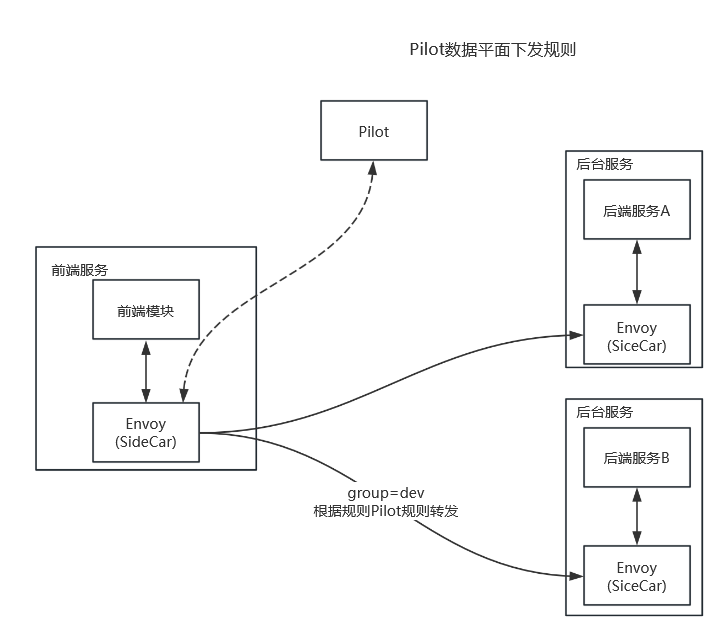 Pilot数据平面下发规则
Pilot
前端服务
前端模块
Envoy
(SideCar)
后台服务
后端服务A
Envoy
(SiceCar)
group=dev
根据规则Pilot规则转发
后台服务
后端服务B
Envoy
(SiceCar)